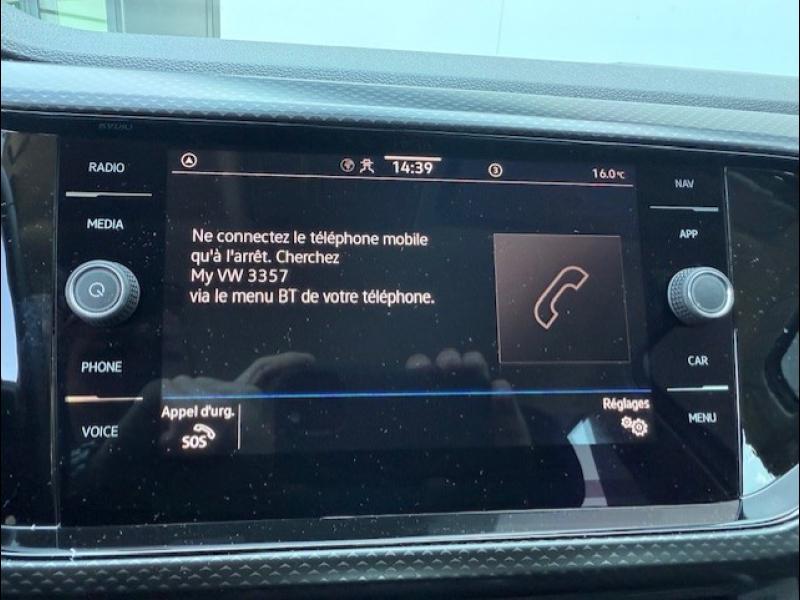 RADIO
MEDIA
PHONE
VOICE
14:39
3
16.0°C
Ne connectez le téléphone mobile
qu'à l'arrêt. Cherchez
My VW 3357
via le menu BT de votre téléphone.
Appel d'urg.
SOS
Réglages
NAV
APP
CAR
MENU